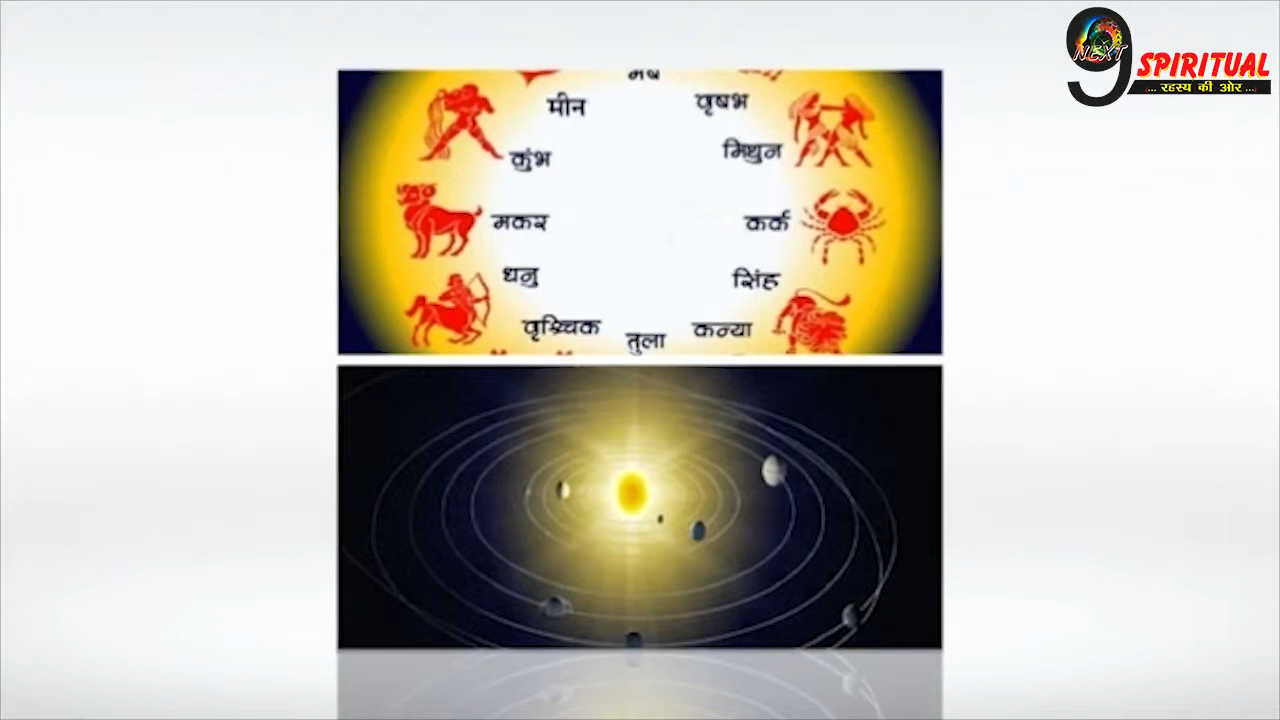 9
NEXT
SPIRITUAL
... रहस्य की ओर ...
मेष
मीन
वृषभ
कुंभ
मिथुन
मकर
कर्क
धनु
सिंह
वृश्चिक
तुला
कन्या